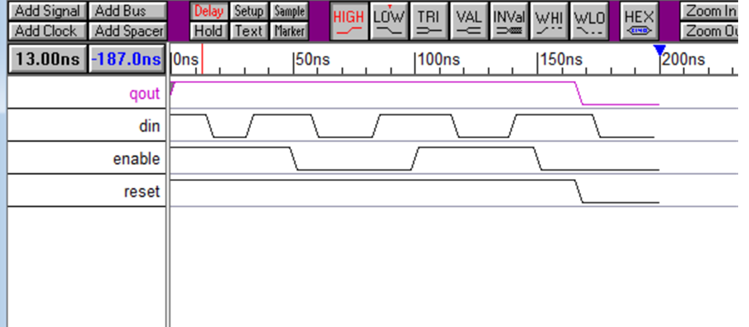 Add Signal Add Bus Delay Setup Sample HIGH LOW TRI VAL INVal WHI WLO HEX Zoom In
Add Clock Add Spacer Hold Text Marker Zoom Ou
13.00ns -187.0ns 0ns 50ns 100ns 150ns 200ns
qout
din
enable
reset